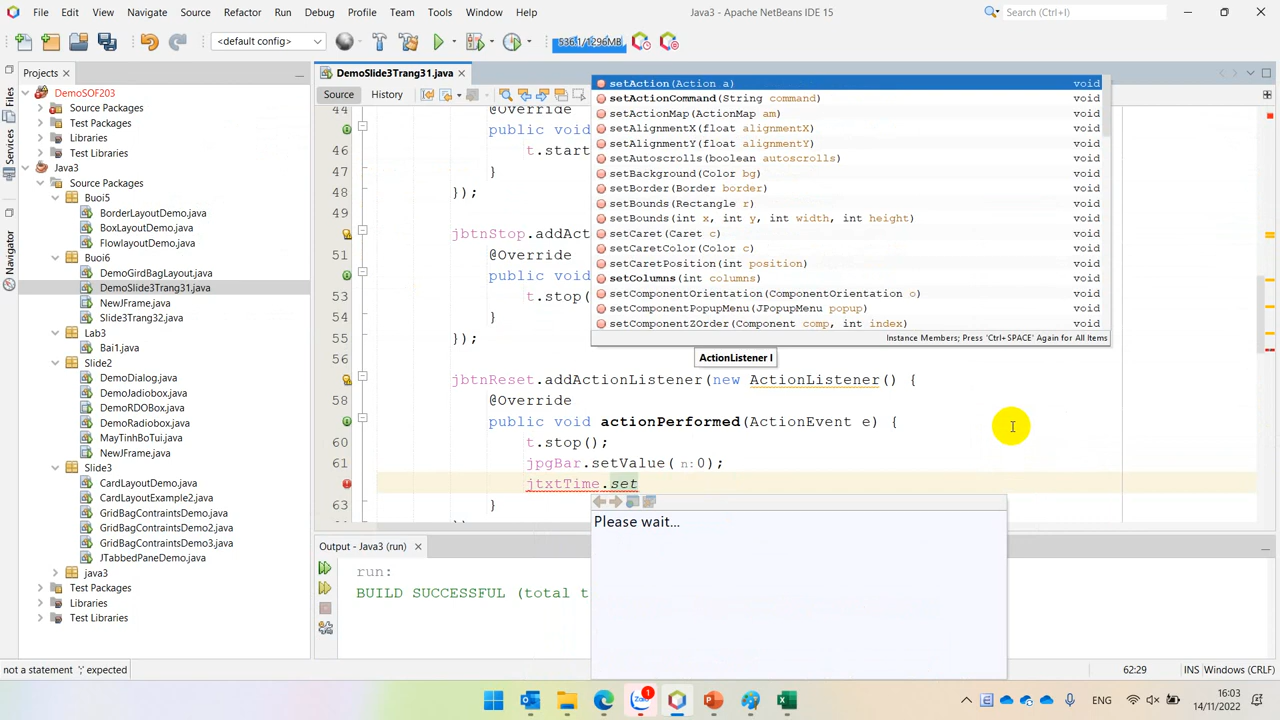 File Edit View Navigate Source Refactor Run Debug Profile Team Tools Window Help
Java3 - Apache NetBeans IDE 15
Search (Ctrl+I)
<default config>
536.1/1296MB
Projects
DemoSOF203
Source Packages
Test Packages
Libraries
Test Libraries
Java3
Source Packages
Buoi5
BorderLayoutDemo.java
BoxLayoutDemo.java
FlowlayoutDemo.java
Buoi6
DemoGirdBagLayout.java
DemoSlide3Trang31.java
NewJFrame.java
Slide3Trang32.java
Lab3
Bai1.java
Slide2
DemoDialog.java
DemoJadiobox.java
DemoRDOBox.java
DemoRadiobox.java
MayTinhBoTui.java
NewJFrame.java
Slide3
CardLayoutDemo.java
CardLayoutExample2.java
GridBagContraintsDemo.java
GridBagContraintsDemo2.java
GridBagContraintsDemo3.java
JTabbedPaneDemo.java
java3
Test Packages
Libraries
Test Libraries
Files
Services
Navigator
DemoSlide3Trang31.java
Source History
44 @Override
public void
46 t.start
47 }
48 });
49
jbtnStop.addAct
51 @Override
public void
53 t.stop(
54 }
55 });
56
jbtnReset.addActionListener(new ActionListener() {
58 @Override
public void actionPerformed(ActionEvent e) {
60 t.stop();
61 jpgBar.setValue( n:0);
jtxtTime.set
63 }
setAction(Action a) void
setActionCommand(String command) void
setActionMap(ActionMap am) void
setAlignmentX(float alignmentX) void
setAlignmentY(float alignmentY) void
setAutoscrolls(boolean autoscrolls) void
setBackground(Color bg) void
setBorder(Border border) void
setBounds(Rectangle r) void
setBounds(int x, int y, int width, int height) void
setCaret(Caret c) void
setCaretColor(Color c) void
setCaretPosition(int position) void
setColumns(int columns) void
setComponentOrientation(ComponentOrientation o) void
setComponentPopupMenu(JPopupMenu popup) void
setComponentZOrder(Component comp, int index) void
Instance Members; Press 'Ctrl+SPACE' Again for All Items
ActionListener l
Please wait...
Output - Java3 (run)
run:
BUILD SUCCESSFUL (total t
not a statement ';' expected
62:29 INS Windows (CRLF)
Zalo
1
ENG
16:03
14/11/2022